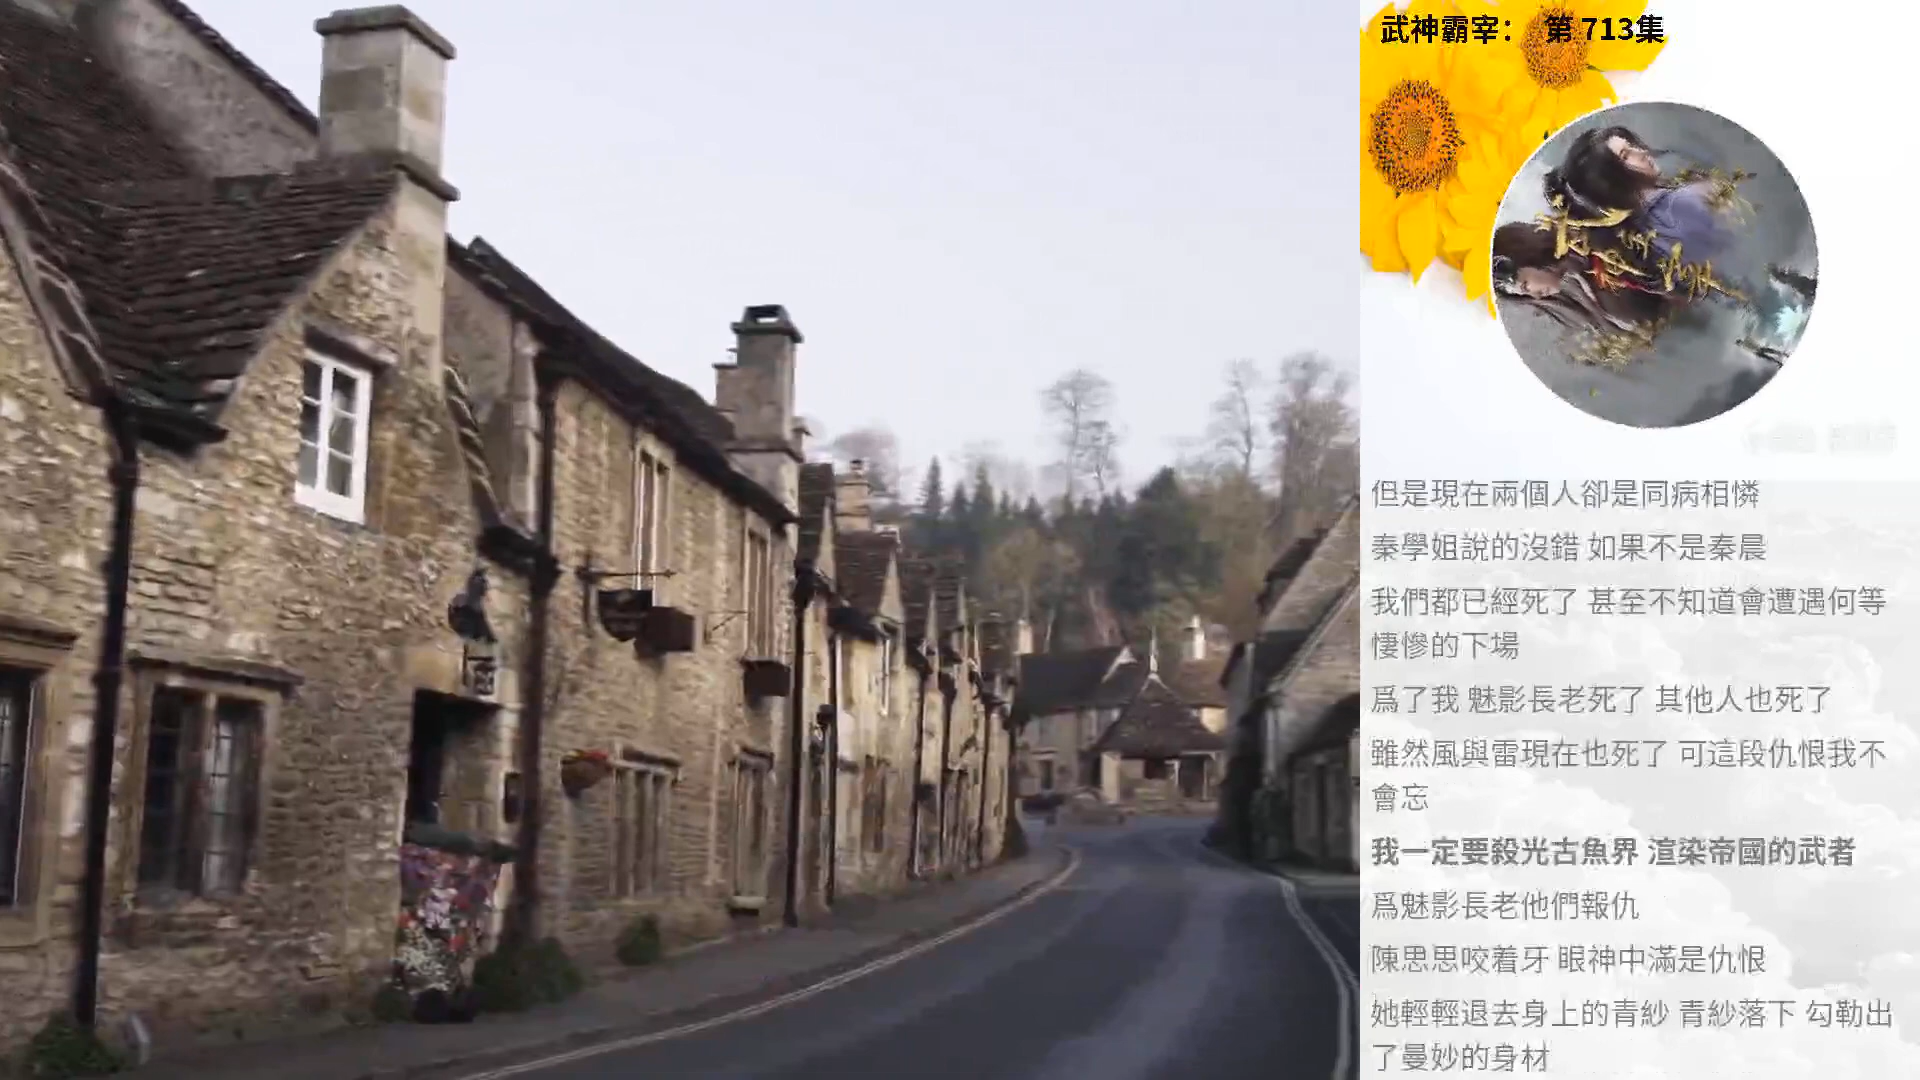 武神霸宰： 第 713集
但是現在兩個人卻是同病相憐
秦學姐說的沒錯 如果不是秦晨
我們都已經死了 甚至不知道會遭遇何等
悽慘的下場
爲了我 魅影長老死了 其他人也死了
雖然風與雷現在也死了 可這段仇恨我不
會忘
我一定要殺光古魚界 渲染帝國的武者
爲魅影長老他們報仇
陳思思咬着牙 眼神中滿是仇恨
她輕輕退去身上的青紗 青紗落下 勾勒出
了曼妙的身材